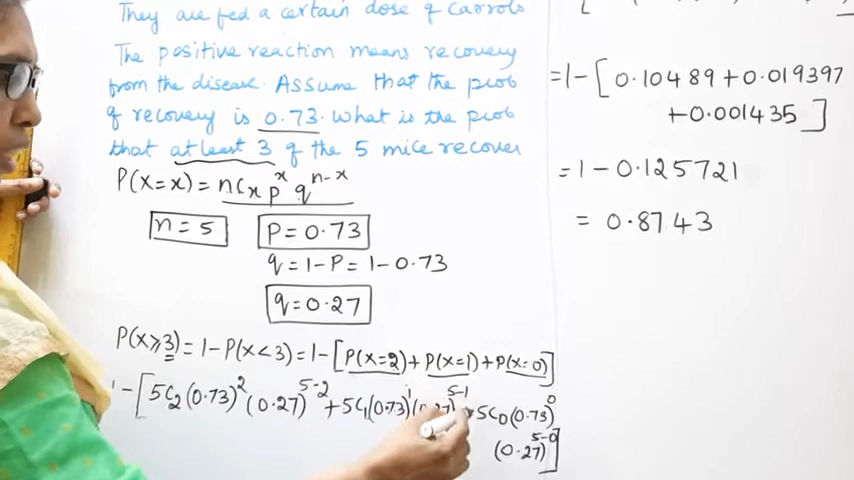 They are fed a certain dose of carrots
The positive reaction means recovery
from the disease. Assume that the prob
of recovery is 0.73. what is the prob
that at least 3 of the 5 mice recover
P(X=x) = nCx p^x q^n-x
n = 5 P = 0.73
q = 1-P = 1-0.73
q = 0.27
P(X≥3) = 1-P(X<3) = 1-[P(X=2)+P(X=1)+P(X=0)]
1-[5C2 (0.73)^2 (0.27)^5-2 + 5C1 (0.73)^1 (0.27)^5-1 + 5C0 (0.73)^0
(0.27)^5-0]
=1-[0.10489+0.019397
+0.001435]
= 1-0.125721
= 0.8743